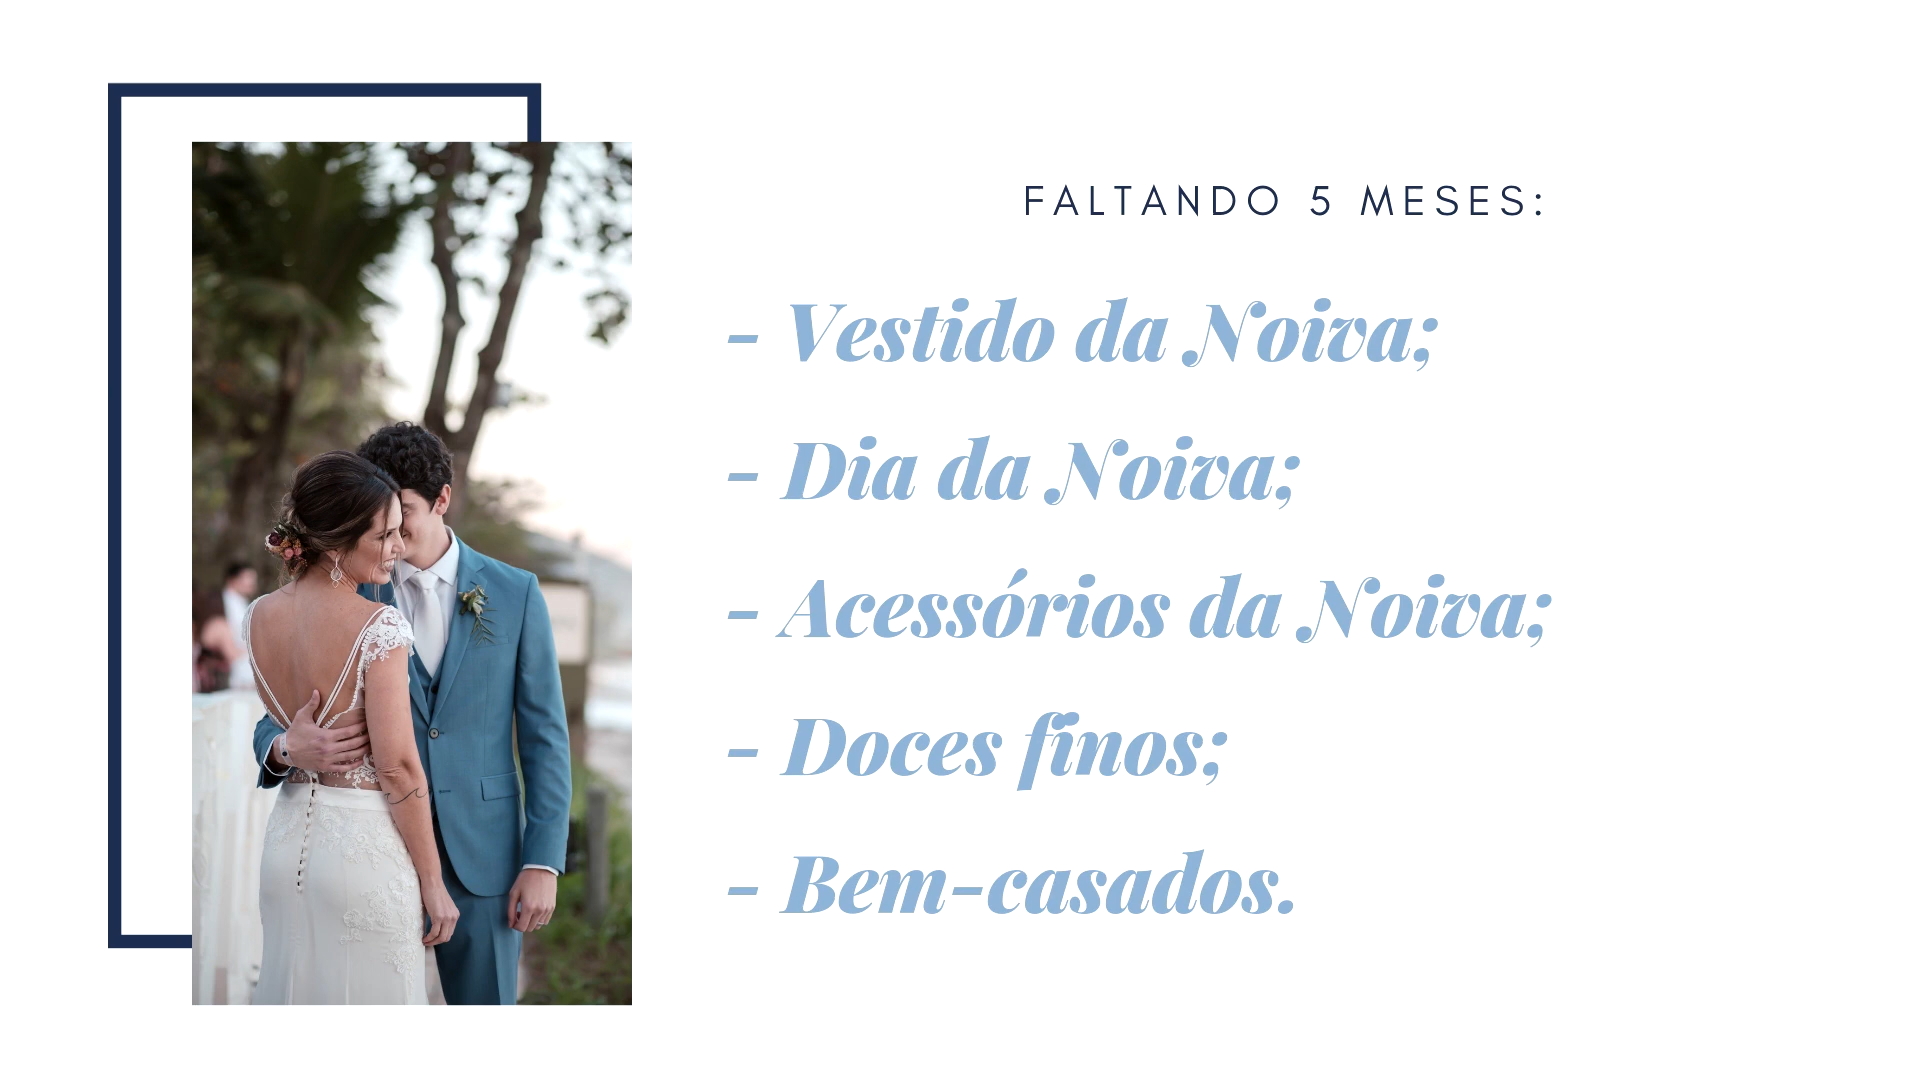 FALTANDO 5 MESES:
- Vestido da Noiva;
- Dia da Noiva;
- Acessórios da Noiva;
- Doces finos;
- Bem-casados.